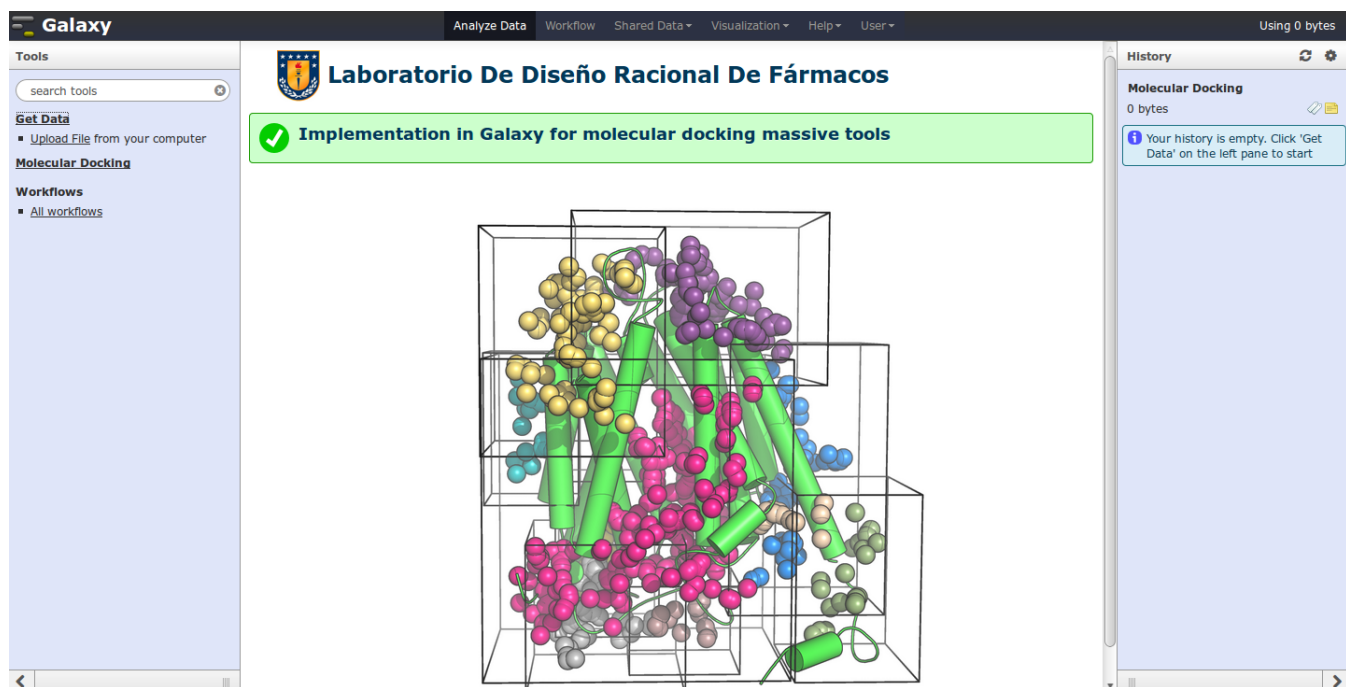 Galaxy
Analyze Data Workflow Shared Data Visualization Help User
Using 0 bytes
Tools
search tools
Get Data
Upload File from your computer
Molecular Docking
Workflows
All workflows
Laboratorio De Diseño Racional De Fármacos
Implementation in Galaxy for molecular docking massive tools
History
Molecular Docking
0 bytes
Your history is empty. Click 'Get
Data' on the left pane to start